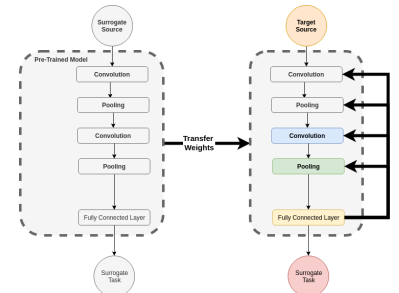 Surrogate
Source
Pre-Trained Model
Convolution
Pooling
Convolution
Pooling
Fully Connected Layer
Surrogate
Task
Transfer
Weights
Target
Source
Convolution
Pooling
Convolution
Pooling
Fully Connected Layer
Surrogate
Task